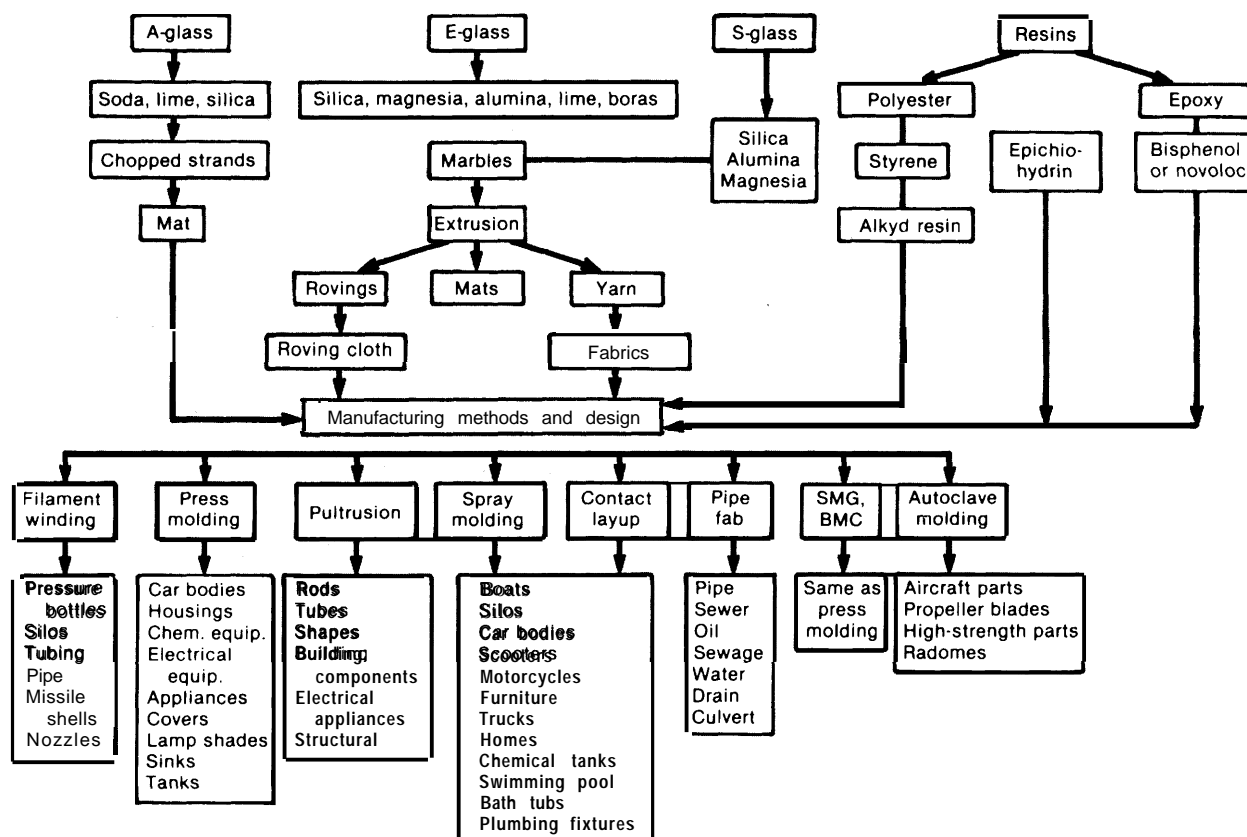 A-glass
E-glass
S-glass
Resins
Soda, lime, silica
Silica, magnesia, alumina, lime, boras
Polyester
Epoxy
Chopped strands
Marbles
Silica
Alumina
Magnesia
Styrene
Epichio-
hydrin
Bisphenol
or novoloc
Mat
Extrusion
Alkyd resin
Rovings
Mats
Yarn
Roving cloth
Fabrics
Manufacturing methods and design
Filament
winding
Press
molding
Pultrusion
Spray
molding
Contact
layup
Pipe
fab
SMG,
BMC
Autoclave
molding
Pressure
bottles
Silos
Tubing
Pipe
Missile
shells
Nozzles
Car bodies
Housings
Chem. equip.
Electrical
equip.
Appliances
Covers
Lamp shades
Sinks
Tanks
Rods
Tubes
Shapes
Building,
components
Electrical
appliances
Structural
Boats
Silos
Car bodies
Scooters
Motorcycles
Furniture
Trucks
Homes
Chemical tanks
Swimming pool
Bath tubs
Plumbing fixtures
Pipe
Sewer
Oil
Sewage
Water
Drain
Culvert
Same as
press
molding
Aircraft parts
Propeller blades
High-strength parts
Radomes